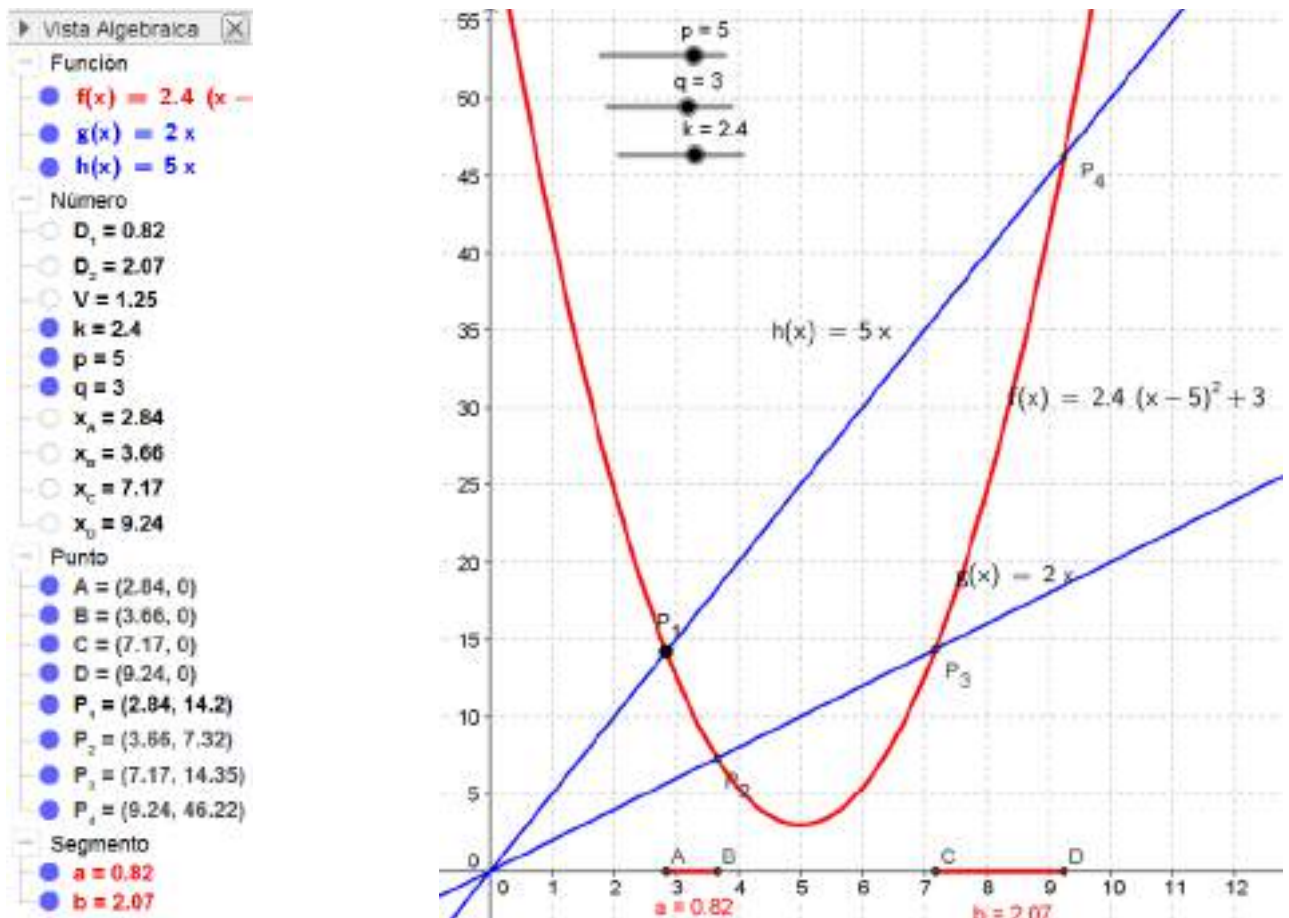 Vista Algebraica
Función
f(x) = 2.4 (x −
g(x) = 2 x
h(x) = 5 x
Número
D₁ = 0.82
D₂ = 2.07
V = 1.25
k = 2.4
p = 5
q = 3
x_A = 2.84
x_B = 3.66
x_C = 7.17
x_D = 9.24
Punto
A = (2.84, 0)
B = (3.66, 0)
C = (7.17, 0)
D = (9.24, 0)
P₁ = (2.84, 14.2)
P₂ = (3.66, 7.32)
P₃ = (7.17, 14.35)
P₄ = (9.24, 46.22)
Segmento
a = 0.82
b = 2.07
55
p = 5
q = 3
50
k = 2.4
45
P₄
40
35
h(x) = 5 x
30
f(x) = 2.4 (x − 5)² + 3
25
20
g(x) = 2 x
15
P₁
P₃
10
P₂
5
0
A B C D
0 1 2 3 4 5 6 7 8 9 10 11 12
a = 0.82
b = 2.07